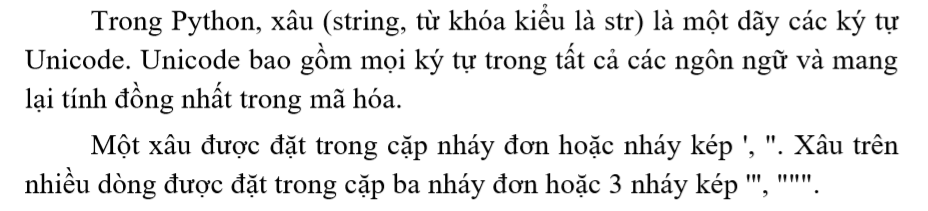 Trong Python, xâu (string, từ khóa kiểu là str) là một dãy các ký tự
Unicode. Unicode bao gồm mọi ký tự trong tất cả các ngôn ngữ và mang
lại tính đồng nhất trong mã hóa.
Một xâu được đặt trong cặp nháy đơn hoặc nháy kép ', ". Xâu trên
nhiều dòng được đặt trong cặp ba nháy đơn hoặc 3 nháy kép ''', """.